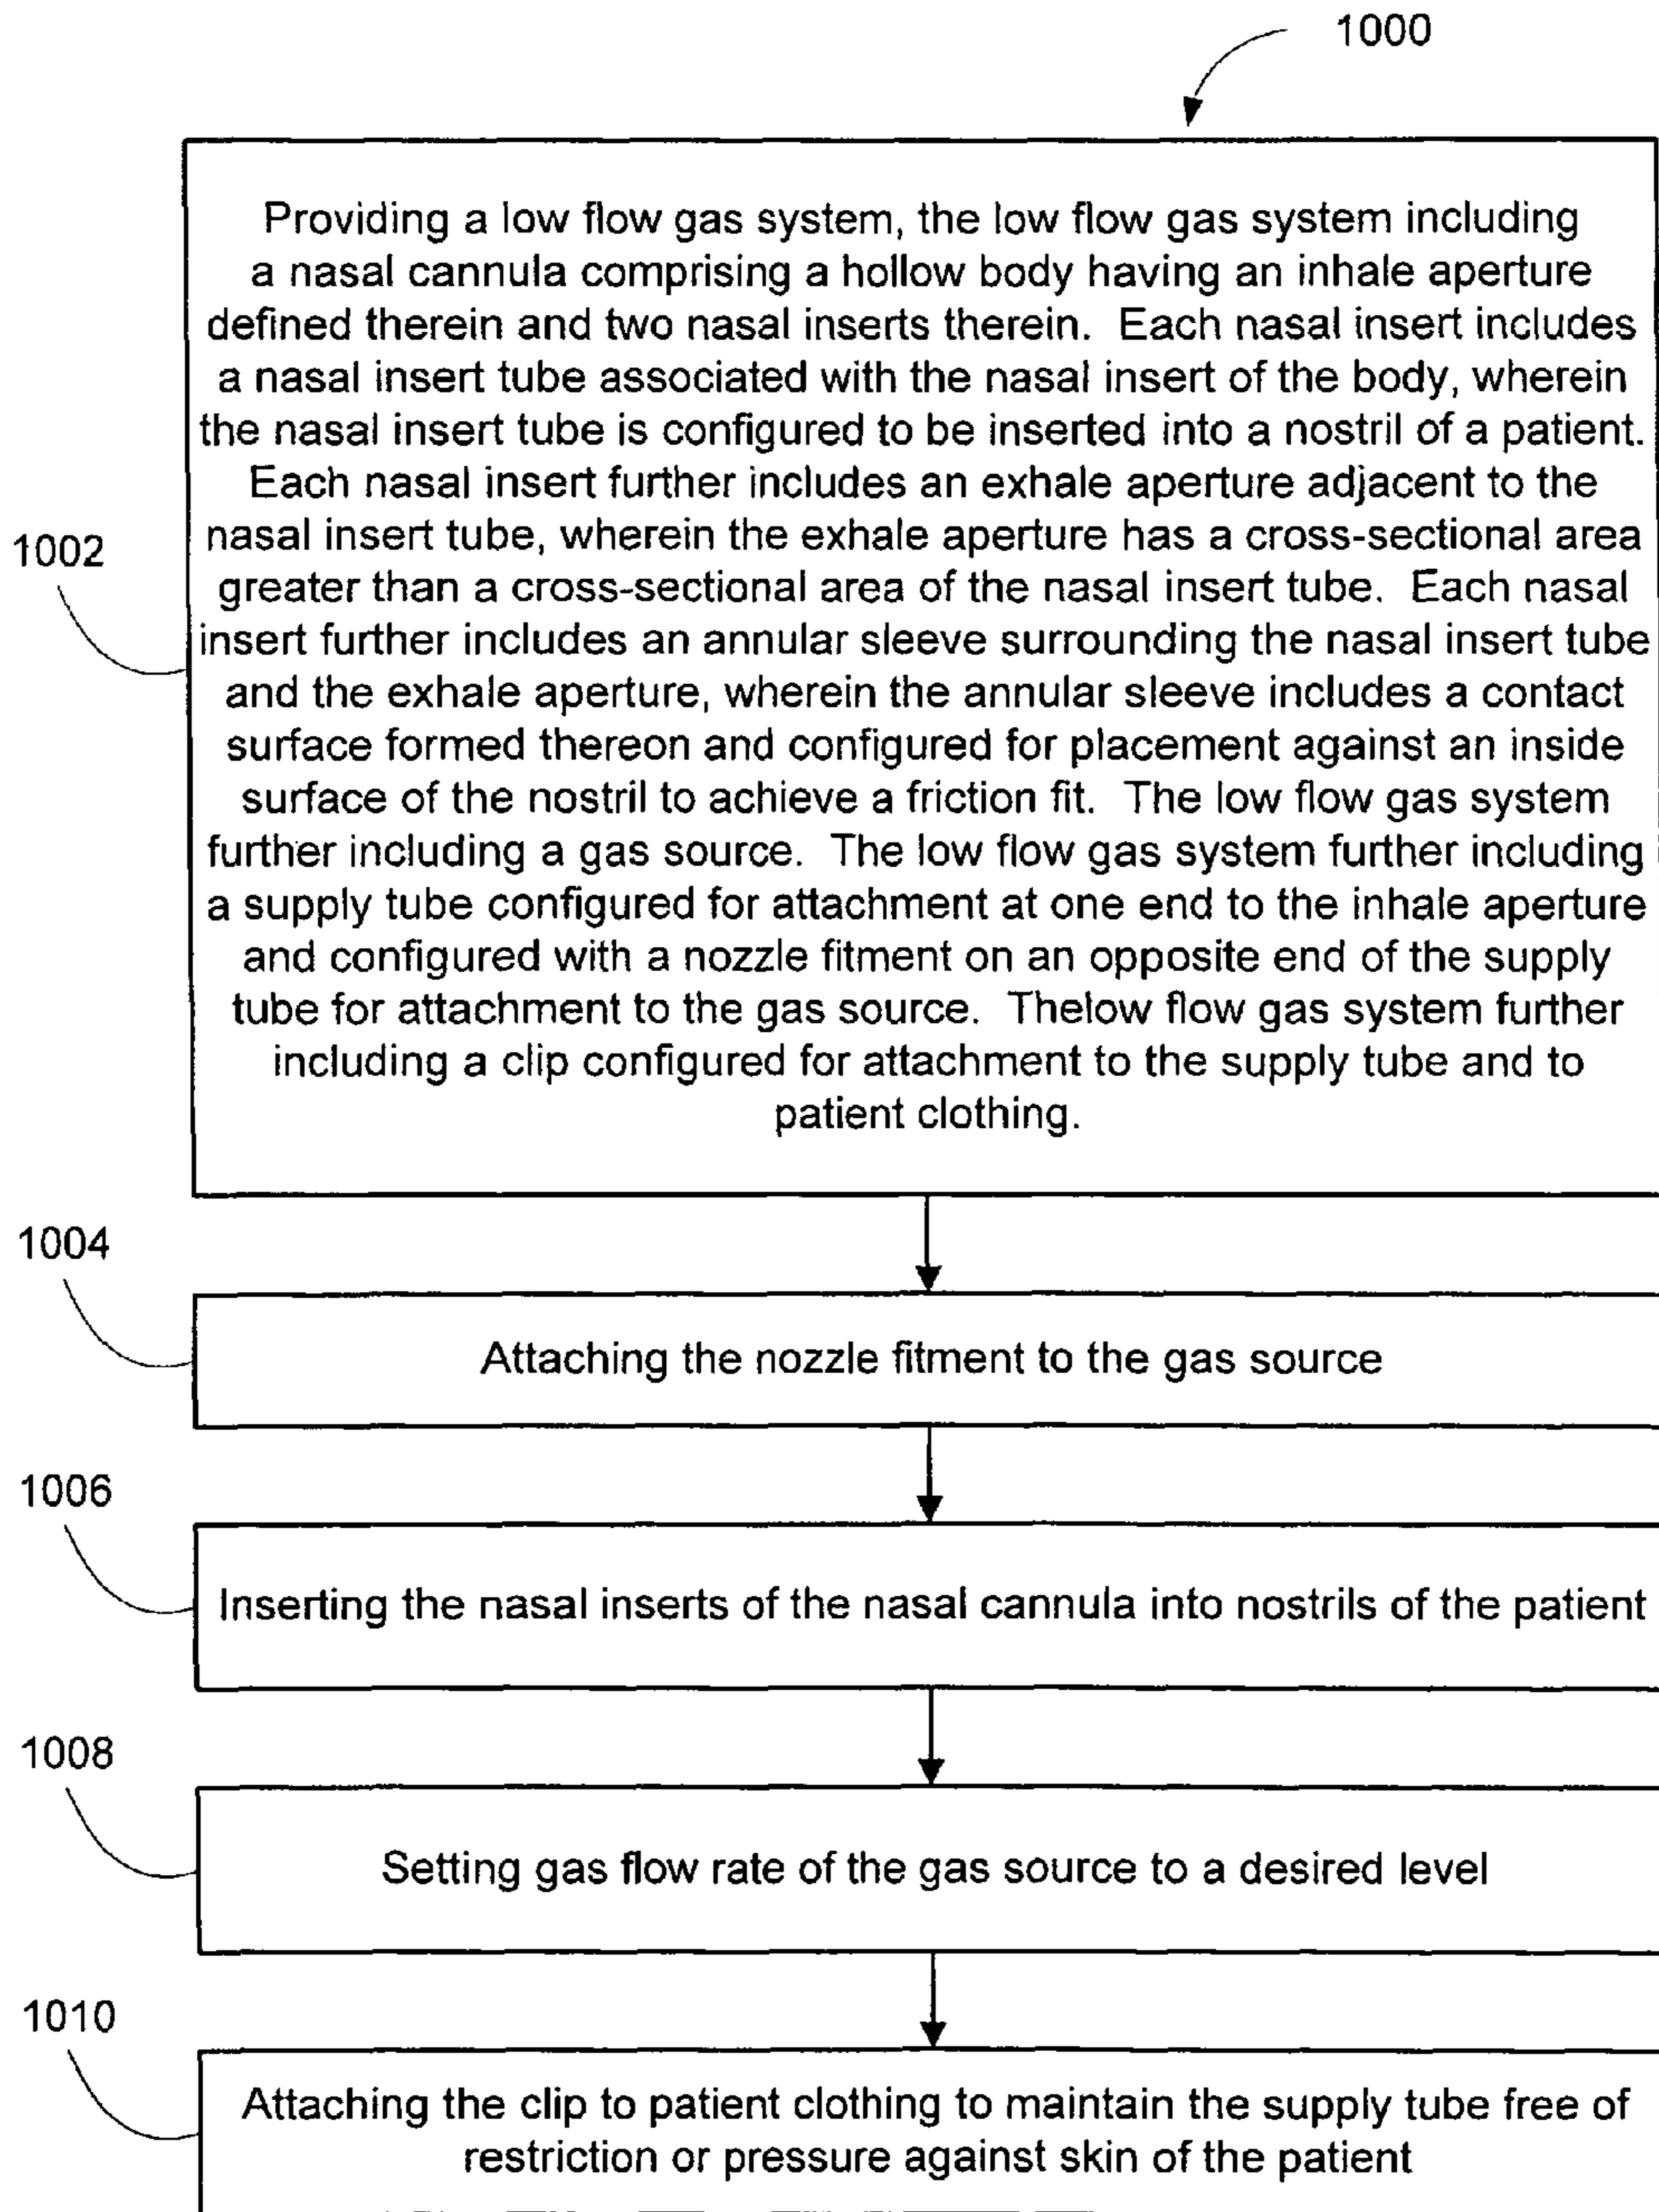 1000
Providing a low flow gas system, the low flow gas system including
a nasal cannula comprising a hollow body having an inhale aperture
defined therein and two nasal inserts therein. Each nasal insert includes
a nasal insert tube associated with the nasal insert of the body, wherein
the nasal insert tube is configured to be inserted into a nostril of a patient.
Each nasal insert further includes an exhale aperture adjacent to the
nasal insert tube, wherein the exhale aperture has a cross-sectional area
greater than a cross-sectional area of the nasal insert tube. Each nasal
insert further includes an annular sleeve surrounding the nasal insert tube
and the exhale aperture, wherein the annular sleeve includes a contact
surface formed thereon and configured for placement against an inside
surface of the nostril to achieve a friction fit. The low flow gas system
further including a gas source. The low flow gas system further including
a supply tube configured for attachment at one end to the inhale aperture
and configured with a nozzle fitment on an opposite end of the supply
tube for attachment to the gas source. Thelow flow gas system further
including a clip configured for attachment to the supply tube and to
patient clothing.
1002
1004
Attaching the nozzle fitment to the gas source
1006
Inserting the nasal inserts of the nasal cannula into nostrils of the patient
1008
Setting gas flow rate of the gas source to a desired level
1010
Attaching the clip to patient clothing to maintain the supply tube free of
restriction or pressure against skin of the patient